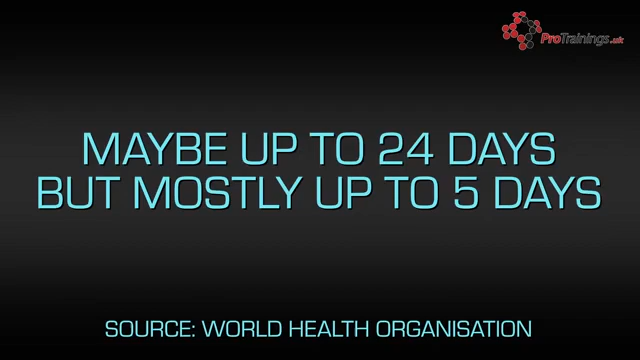 ProTrainings.uk
MAYBE UP TO 24 DAYS
BUT MOSTLY UP TO 5 DAYS
SOURCE: WORLD HEALTH ORGANISATION